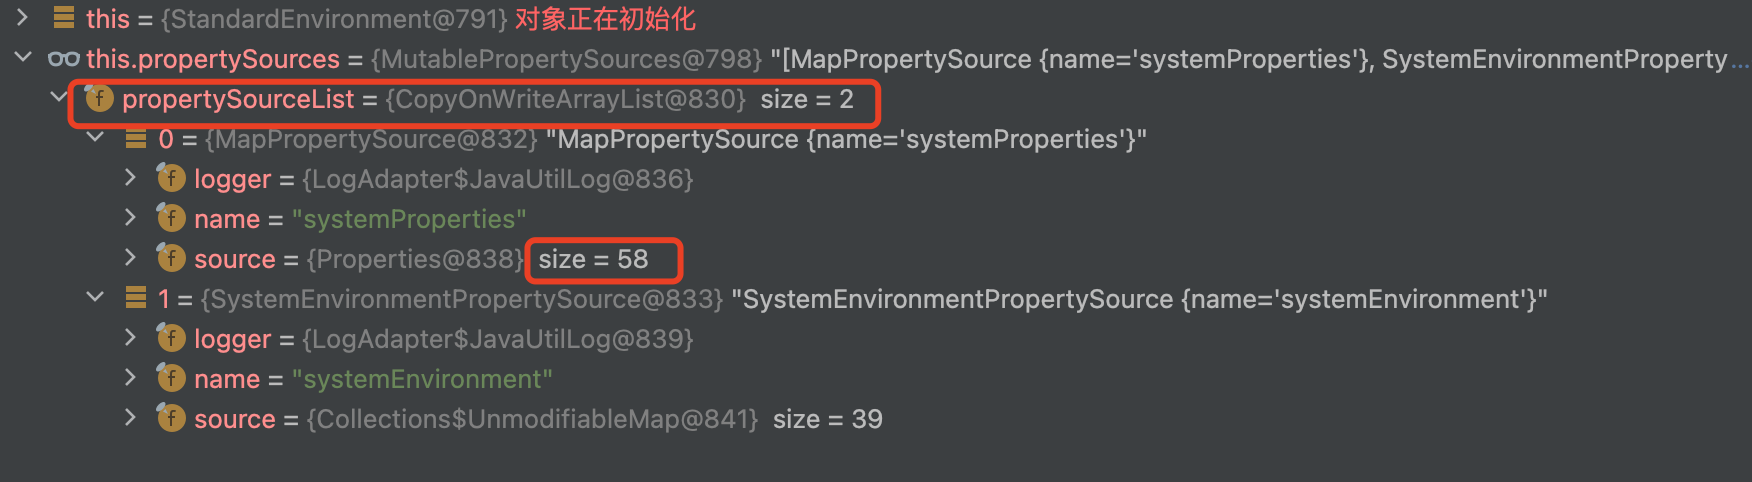 this = {StandardEnvironment@791} 对象正在初始化
this.propertySources = {MutablePropertySources@798} "[MapPropertySource {name='systemProperties'}, SystemEnvironmentProperty...
f propertySourceList = {CopyOnWriteArrayList@830} size = 2
0 = {MapPropertySource@832} "MapPropertySource {name='systemProperties'}"
f logger = {LogAdapter$JavaUtilLog@836}
f name = "systemProperties"
f source = {Properties@838} size = 58
1 = {SystemEnvironmentPropertySource@833} "SystemEnvironmentPropertySource {name='systemEnvironment'}"
f logger = {LogAdapter$JavaUtilLog@839}
f name = "systemEnvironment"
f source = {Collections$UnmodifiableMap@841} size = 39